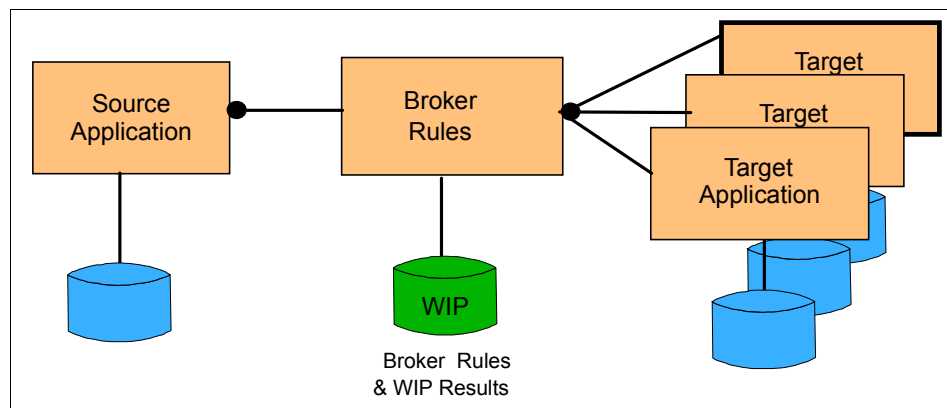 Source
Application
Broker
Rules
Target
Target
Target
Application
WIP
Broker Rules
& WIP Results